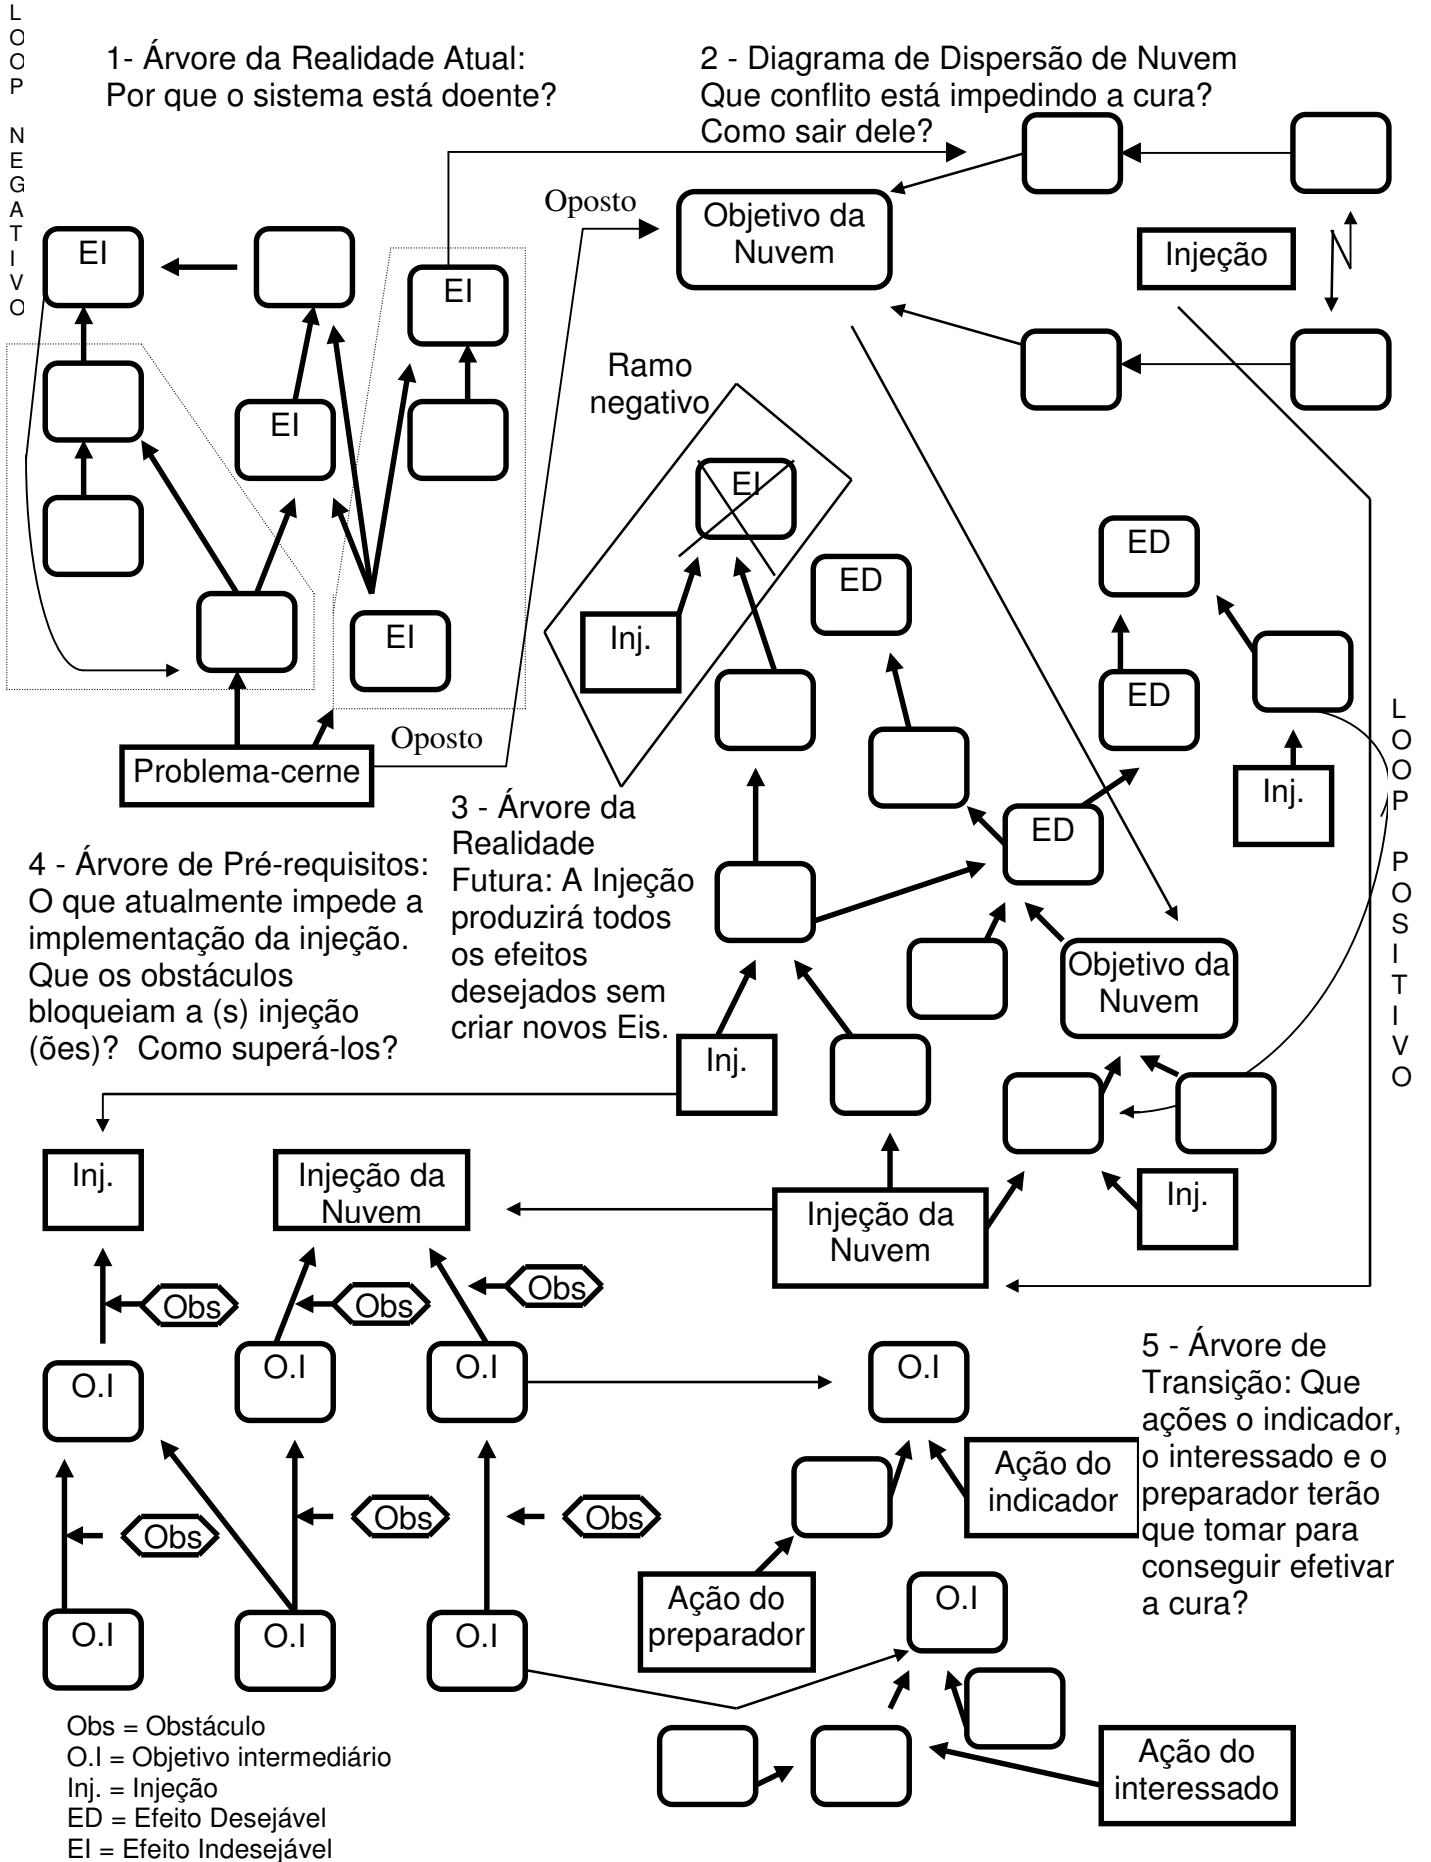 LOOP NEGATIVO
1- Árvore da Realidade Atual:
Por que o sistema está doente?
2 - Diagrama de Dispersão de Nuvem
Que conflito está impedindo a cura?
Como sair dele?
Oposto
Objetivo da
Nuvem
Injeção
EI
EI
EI
EI
Problema-cerne
Oposto
Ramo
negativo
EI
Inj.
ED
ED
ED
ED
Inj.
LOOP POSITIVO
3 - Árvore da
Realidade
Futura: A Injeção
produzirá todos
os efeitos
desejados sem
criar novos Eis.
Objetivo da
Nuvem
Inj.
Inj.
Injeção da
Nuvem
4 - Árvore de Pré-requisitos:
O que atualmente impede a
implementação da injeção.
Que os obstáculos
bloqueiam a (s) injeção
(ões)? Como superá-los?
Inj.
Injeção da
Nuvem
Obs
Obs
Obs
O.I
O.I
O.I
Obs
Obs
Obs
O.I
O.I
O.I
5 - Árvore de
Transição: Que
ações o indicador,
o interessado e o
preparador terão
que tomar para
conseguir efetivar
a cura?
O.I
Ação do
indicador
Ação do
preparador
O.I
Ação do
interessado
Obs = Obstáculo
O.I = Objetivo intermediário
Inj. = Injeção
ED = Efeito Desejável
EI = Efeito Indesejável